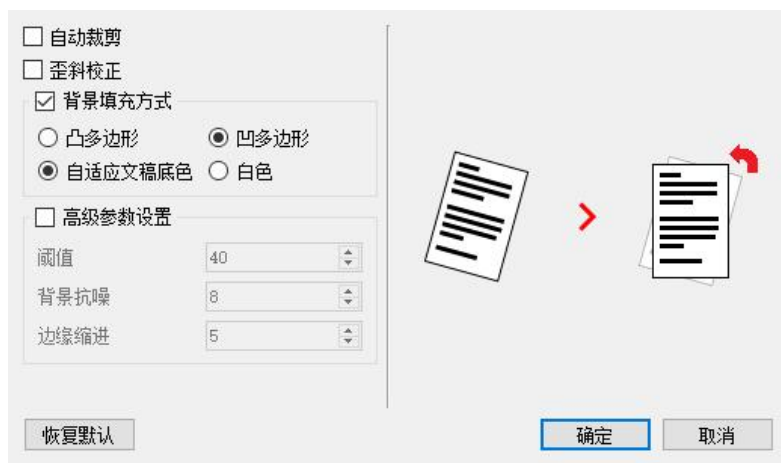 自动裁剪
歪斜校正
背景填充方式
凸多边形 凹多边形
自适应文稿底色 白色
高级参数设置
阈值 40
背景抗噪 8
边缘缩进 5
恢复默认 确定 取消